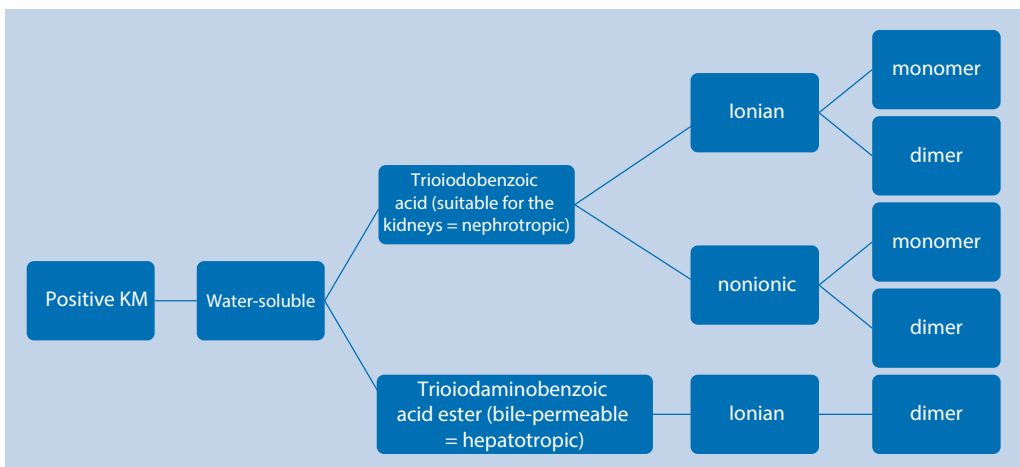 Positive KM
Water-soluble
Trioiodobenzoic
acid (suitable for the
kidneys = nephrotropic)
Ionian
monomer
dimer
nonionic
monomer
dimer
Trioiodaminobenzoic
acid ester (bile-permeable
= hepatotropic)
Ionian
dimer